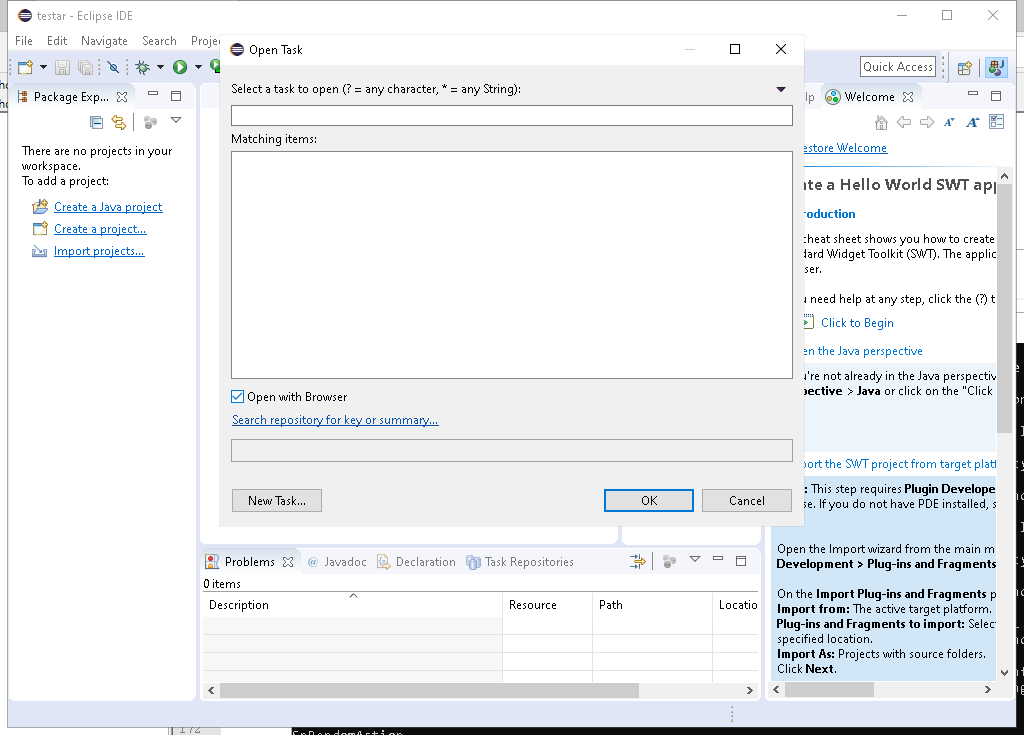 testar - Eclipse IDE
File Edit Navigate Search Projec
Quick Access
Package Exp...
There are no projects in your
workspace.
To add a project:
Create a Java project
Create a project...
Import projects...
Open Task
Select a task to open (? = any character, * = any String):
Matching items:
Open with Browser
Search repository for key or summary...
New Task...
OK
Cancel
lp
Welcome
estore Welcome
te a Hello World SWT app
roduction
cheat sheet shows you how to create
dard Widget Toolkit (SWT). The applic
ser.
u need help at any step, click the (?) t
Click to Begin
en the Java perspective
u're not already in the Java perspectiv
pective > Java or click on the "Click
port the SWT project from target platf
: This step requires Plugin Develope
se. If you do not have PDE installed, s
Open the Import wizard from the main m
Development > Plug-ins and Fragments
On the Import Plug-ins and Fragments p
Import from: The active target platform.
Plug-ins and Fragments to import: Selec
specified location.
Import As: Projects with source folders.
Click Next.
Problems
@ Javadoc
Declaration
Task Repositories
0 items
Description Resource Path Locatio
172